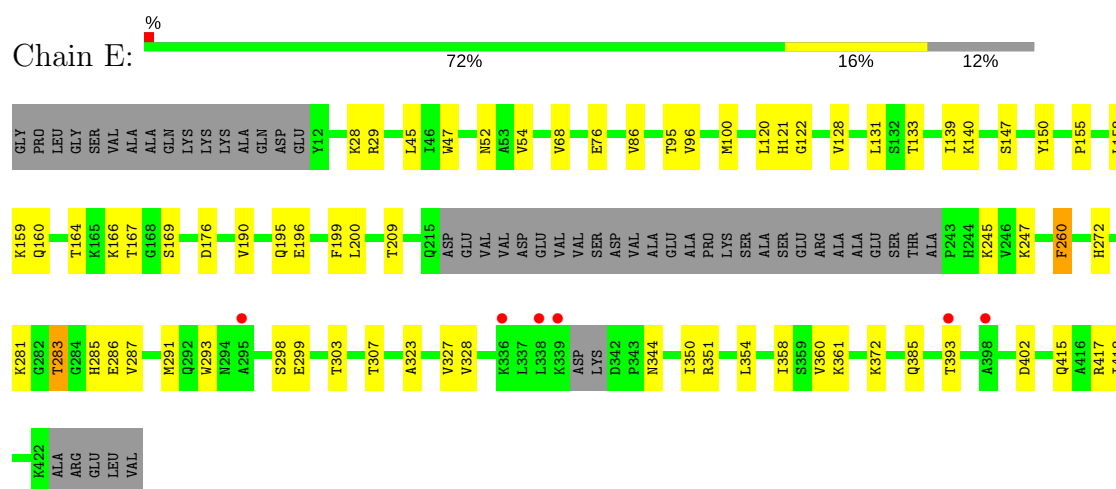 %
Chain E:
72% 16% 12%
GLY PRO LEU GLY SER VAL ALA ALA GLN LYS LYS LYS ALA GLN ASP GLU Y12 K28 R29 L45 I46 W47 N52 A53 V54 V68 E76 V86 T95 V96 M100 L120 H121 G122 V128 L131 S132 T133 I139 K140 S147 Y150 P155
K159 Q160 T164 K165 K166 T167 G168 S169 D176 V190 Q195 E196 F199 L200 T209 Q215 ASP GLU VAL VAL ASP GLU VAL VAL SER ASP VAL ALA GLU ALA PRO LYS SER ALA SER GLU ARG ALA ALA GLU SER THR ALA P243 H244 K245 V246 K247 F260 H272
K281 G282 T283 G284 H285 E286 V287 M291 Q292 W293 N294 A295 S298 E299 T303 T307 A323 V327 V328 K336 L337 L338 K339 ASP LYS D342 P343 N344 I350 R351 L354 I358 S359 V360 K361 K372 Q385 T393 A398 D402 Q415 A416 R417
K422 ALA ARG GLU LEU VAL